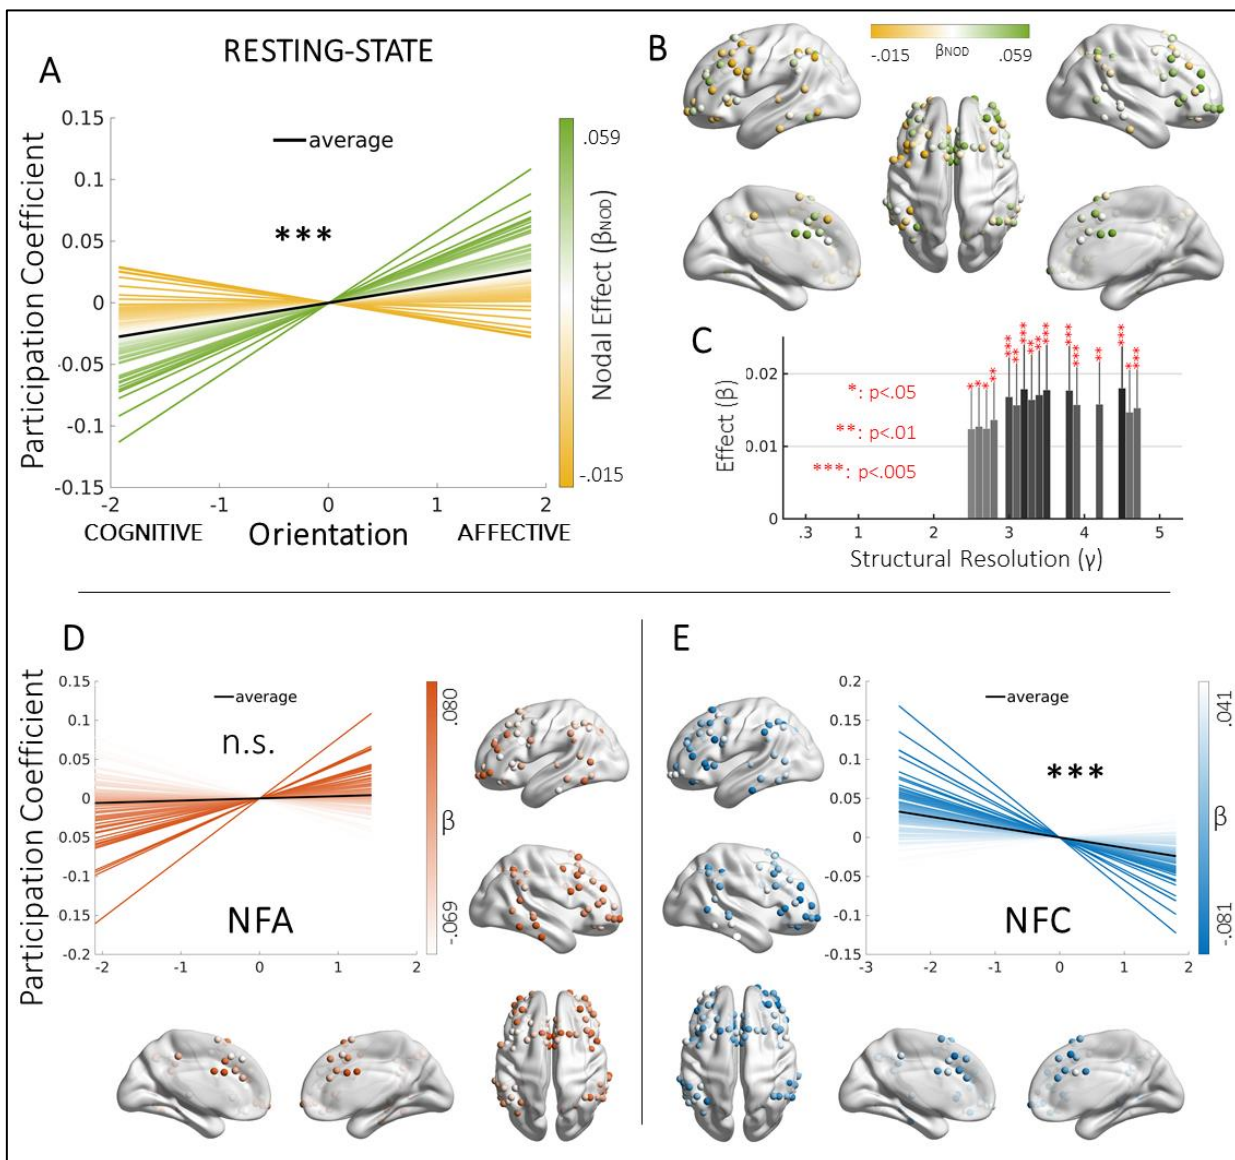 RESTING-STATE
A
Participation Coefficient
0.15
0.1
0.05
0
-0.05
-0.1
-0.15
average
***
-2
-1
0
1
2
COGNITIVE
Orientation
AFFECTIVE
.059
Nodal Effect (βNOD)
-.015
B
-.015
βNOD
.059
C
Effect (β)
0.02
0.01
0
*: p<.05
**: p<.01
***: p<.005
* * * ** *** ** *** ** ** *** *** *** ** *** * ***
.3
1
2
3
4
5
Structural Resolution (γ)
D
Participation Coefficient
0.15
0.1
0.05
0
0.05
-0.1
0.15
-0.2
average
n.s.
NFA
-2
-1
0
1
2
.080
β
-.069
E
0.2
0.15
0.1
0.05
0
-0.05
-0.1
-0.15
average
***
NFC
-3
-2
-1
0
1
2
.041
β
-.081